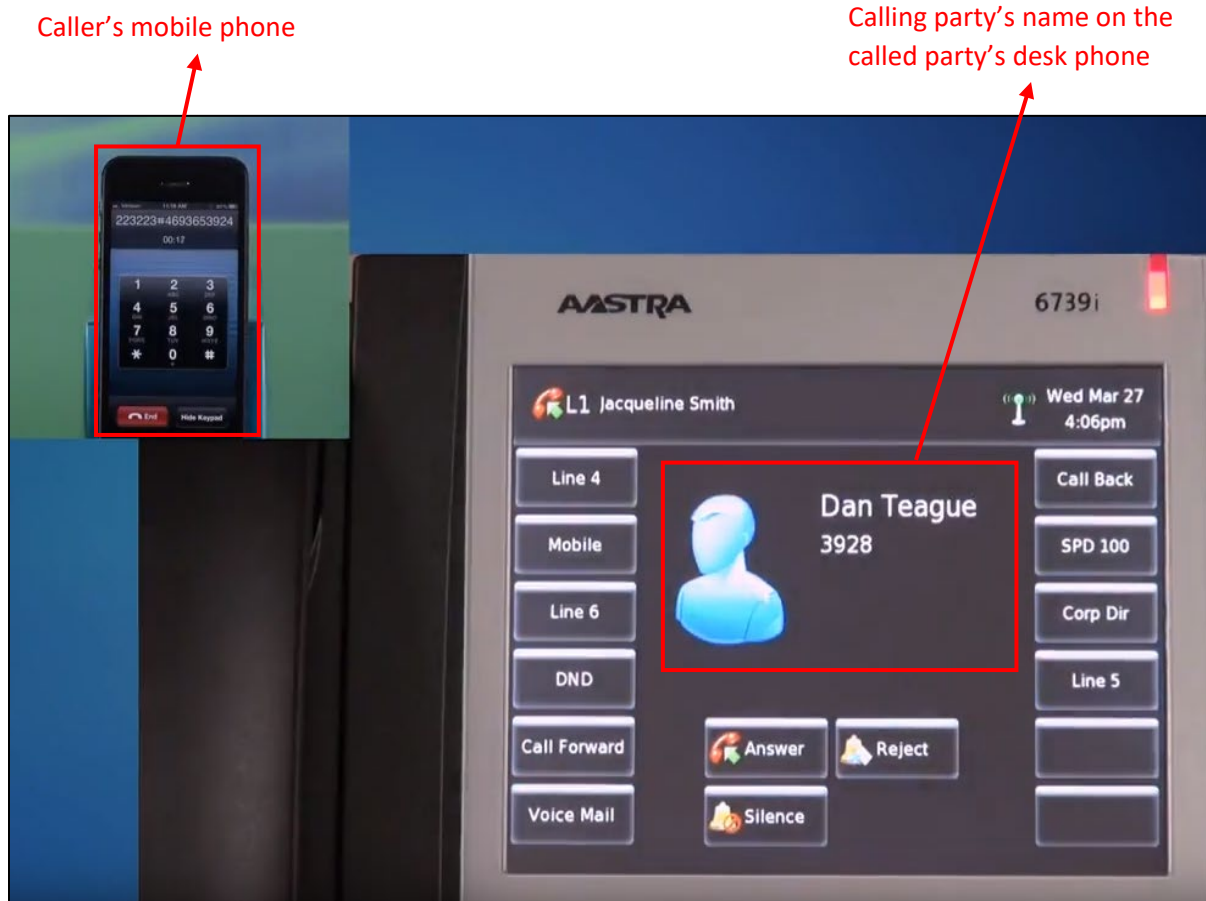 Caller's mobile phone
Calling party's name on the
called party's desk phone
223223#4693653924
00:12
1 2 3
4 5 6
7 8 9
* 0 #
End
Hide Keypad
AASTRA
6739i
L1 Jacqueline Smith
Wed Mar 27
4:06pm
Line 4
Mobile
Line 6
DND
Call Forward
Voice Mail
Dan Teague
3928
Answer
Reject
Silence
Call Back
SPD 100
Corp Dir
Line 5